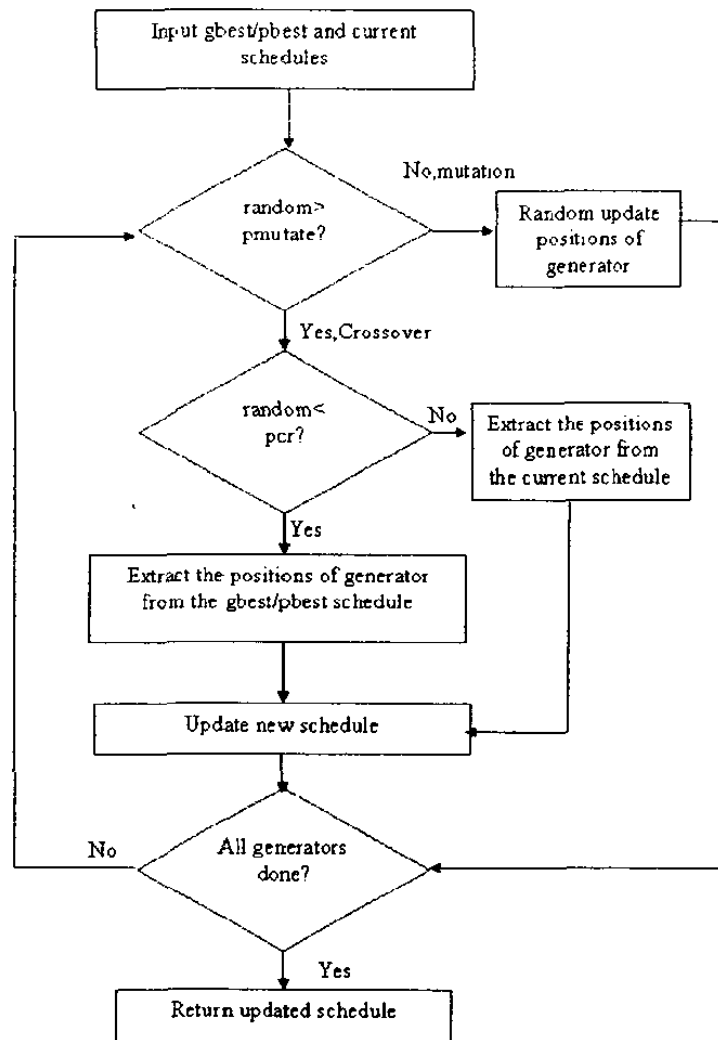 Input gbest/pbest and current
schedules
No,mutation
random>
pmutate?
Random update
positions of
generator
Yes,Crossover
random<
pcr?
No
Extract the positions
of generator from
the current schedule
Yes
Extract the positions of generator
from the gbest/pbest schedule
Update new schedule
No
All generators
done?
Yes
Return updated schedule